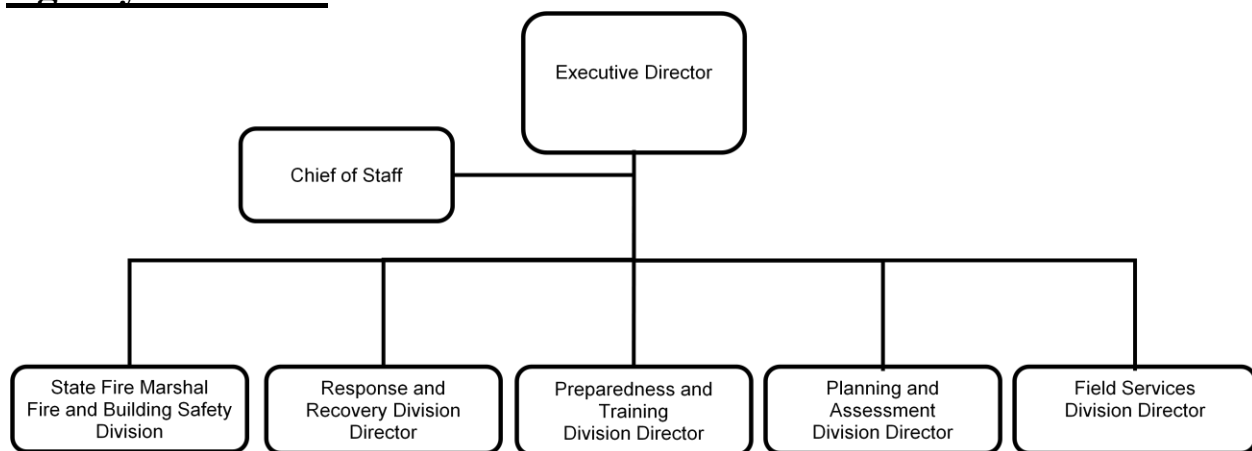 Executive Director
Chief of Staff
State Fire Marshal
Fire and Building Safety
Division
Response and
Recovery Division
Director
Preparedness and
Training
Division Director
Planning and
Assessment
Division Director
Field Services
Division Director